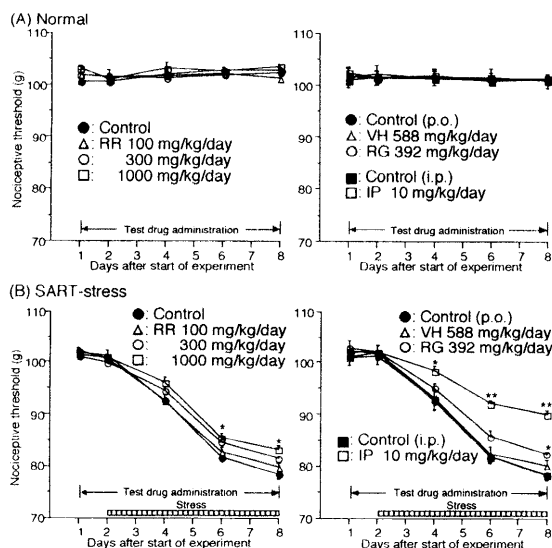 (A) Normal
Nociceptive threshold (g)
110
100
90
80
70
●: Control
△: RR 100 mg/kg/day
○: 300 mg/kg/day
□: 1000 mg/kg/day
Test drug administration
1 2 3 4 5 6 7 8
Days after start of experiment
110
100
90
80
70
●: Control (p.o.)
△: VH 588 mg/kg/day
○: RG 392 mg/kg/day
■: Control (i.p.)
□: IP 10 mg/kg/day
Test drug administration
1 2 3 4 5 6 7 8
Days after start of experiment
(B) SART-stress
Nociceptive threshold (g)
110
100
90
80
70
●: Control
△: RR 100 mg/kg/day
○: 300 mg/kg/day
□: 1000 mg/kg/day
*
*
Test drug administration
Stress
1 2 3 4 5 6 7 8
Days after start of experiment
110
100
90
80
70
●: Control (p.o.)
△: VH 588 mg/kg/day
○: RG 392 mg/kg/day
*
**
**
*
■: Control (i.p.)
□: IP 10 mg/kg/day
Test drug administration
Stress
1 2 3 4 5 6 7 8
Days after start of experiment